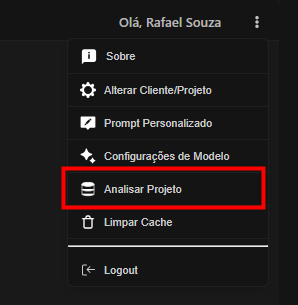 Olá, Rafael Souza
Sobre
Alterar Cliente/Projeto
Prompt Personalizado
Configurações de Modelo
Analisar Projeto
Limpar Cache
Logout